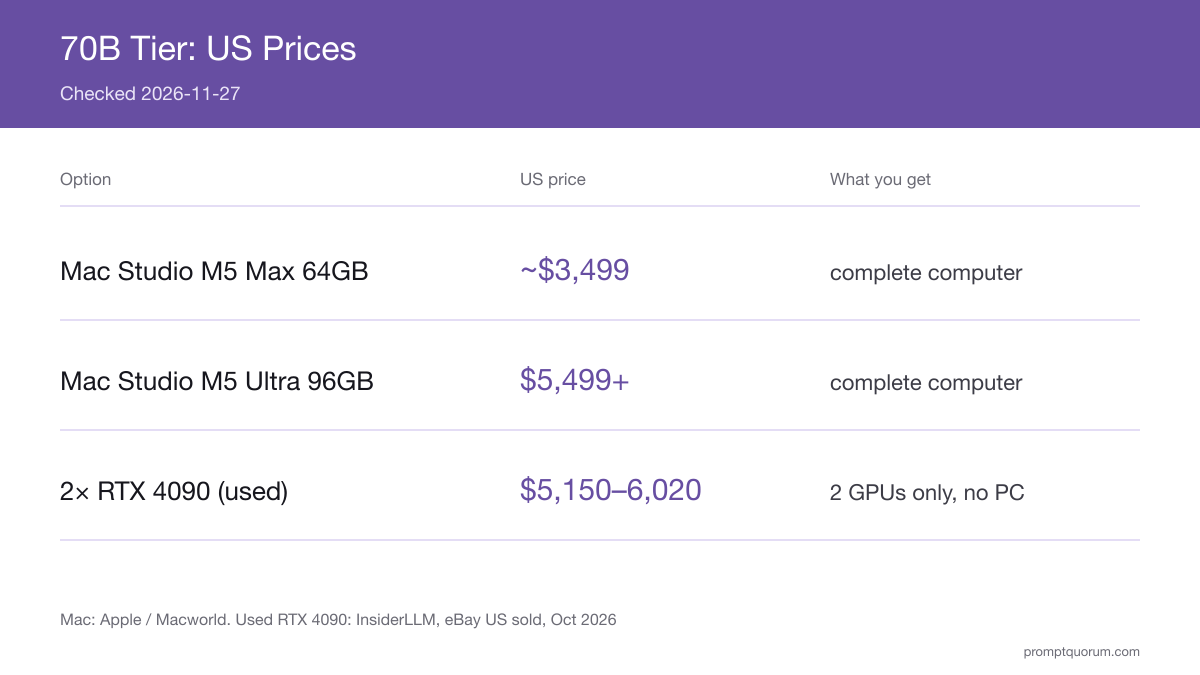 70B Tier: US Prices
Checked 2026-11-27
Option US price What you get
Mac Studio M5 Max 64GB ~$3,499 complete computer
Mac Studio M5 Ultra 96GB $5,499+ complete computer
2× RTX 4090 (used) $5,150–6,020 2 GPUs only, no PC
Mac: Apple / Macworld. Used RTX 4090: InsiderLLM, eBay US sold, Oct 2026
promptquorum.com